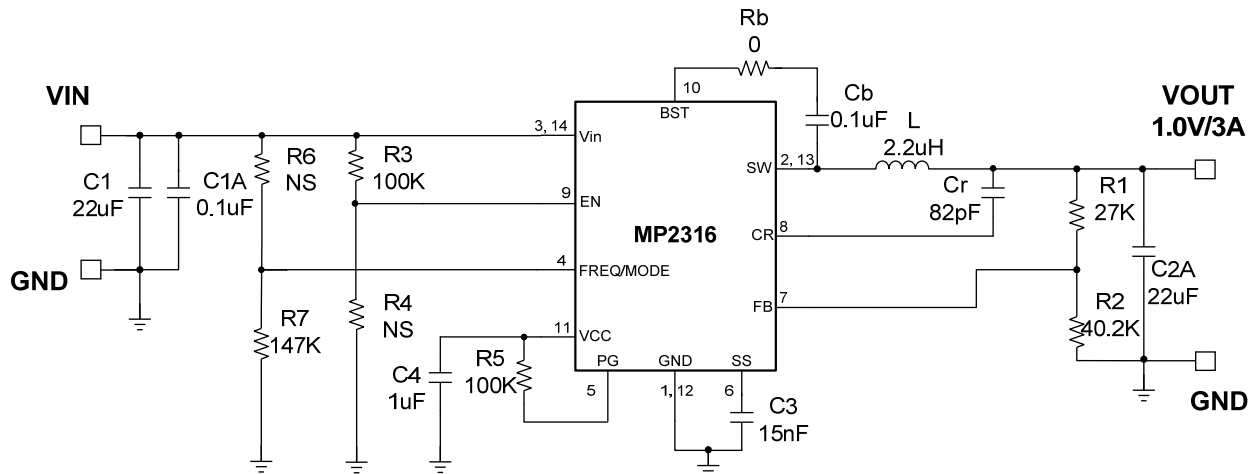 Rb
0
10
BST
Cb
0.1uF
L
2.2uH
VIN
VOUT
1.0V/3A
3, 14
Vin
R6
NS
R3
100K
C1
22uF
C1A
0.1uF
SW
2, 13
Cr
82pF
R1
27K
9
EN
MP2316
CR
8
GND
4
FREQ/MODE
C2A
22uF
FB
7
R2
40.2K
R7
147K
R4
NS
11
VCC
R5
100K
C4
1uF
PG
GND
SS
5
1, 12
6
C3
15nF
GND